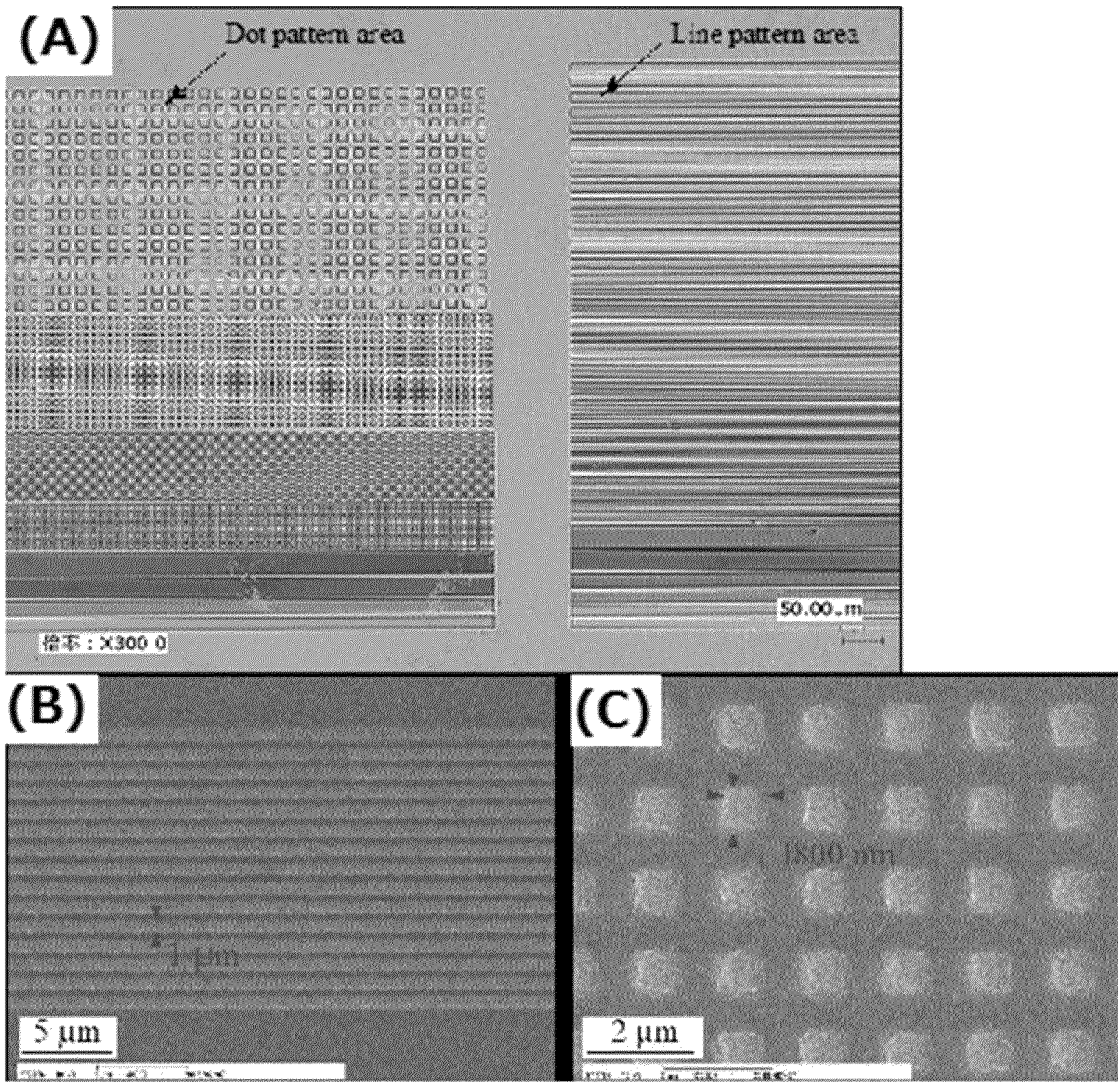 (A)
Dot pattern area
Line pattern area
50.00
倍率：X300 0
(B)
1 µm
5 µm
(C)
800 nm
2 µm